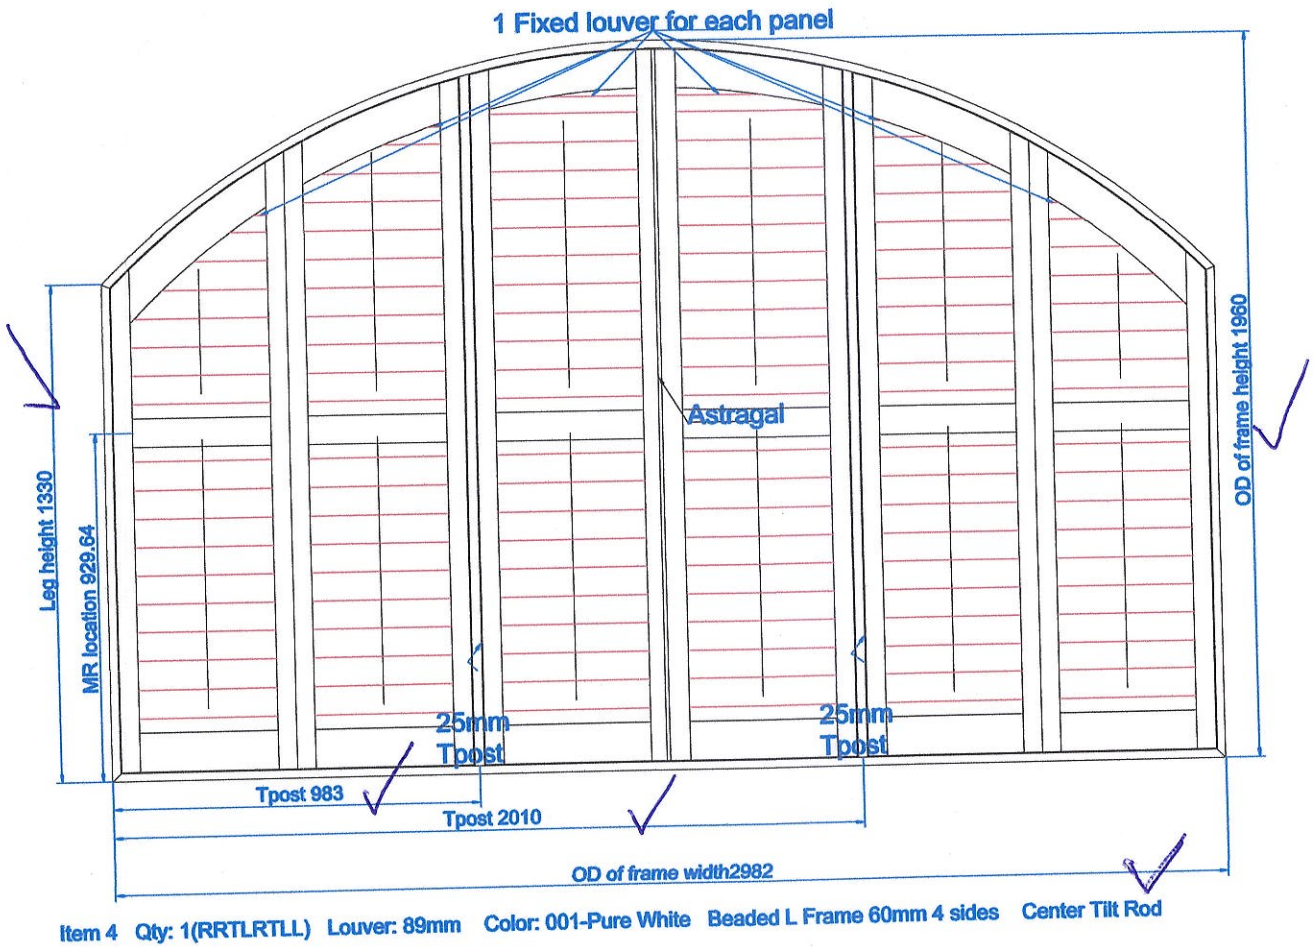 1 Fixed louver for each panel
OD of frame height 1960
Astragal
Leg height 1330
MR location 929.64
25mm
Tpost
25mm
Tpost
Tpost 983
Tpost 2010
OD of frame width2982
Item 4 Qty: 1(RRTLRTLL) Louver: 89mm Color: 001-Pure White Beaded L Frame 60mm 4 sides Center Tilt Rod